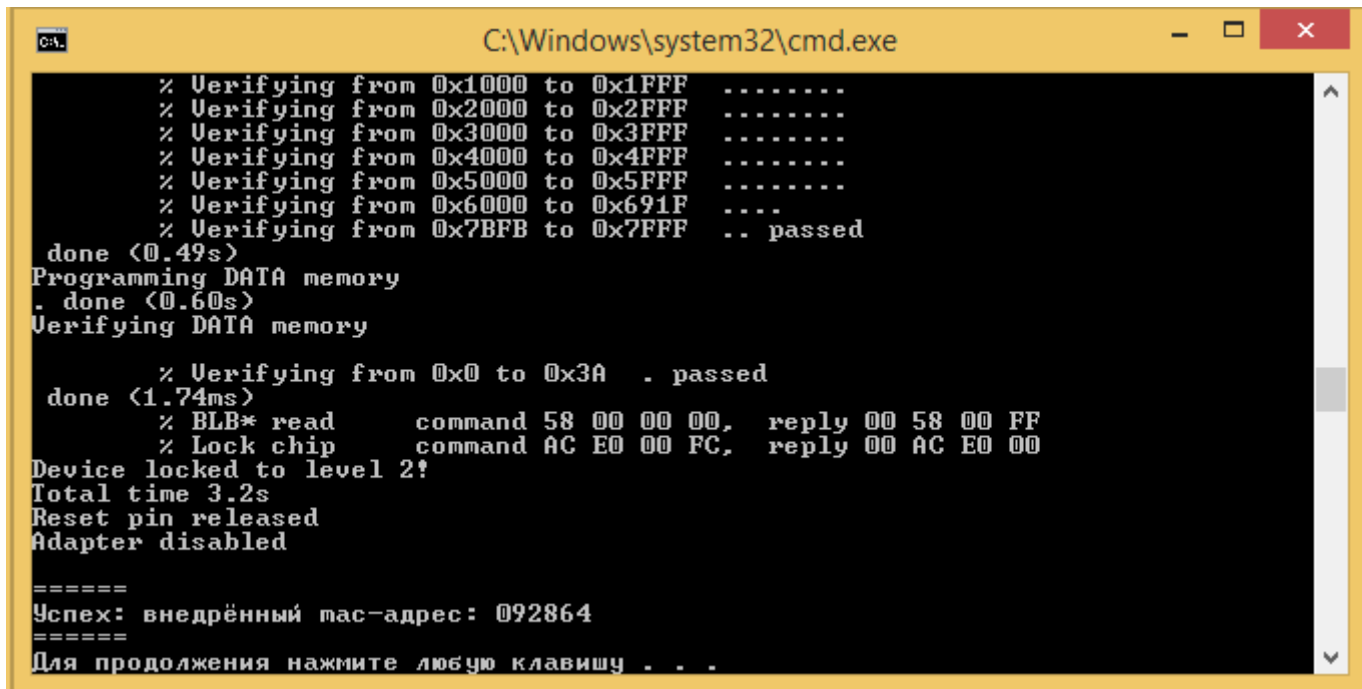 C:\Windows\system32\cmd.exe
% Verifying from 0x1000 to 0x1FFF ........
% Verifying from 0x2000 to 0x2FFF ........
% Verifying from 0x3000 to 0x3FFF ........
% Verifying from 0x4000 to 0x4FFF ........
% Verifying from 0x5000 to 0x5FFF ........
% Verifying from 0x6000 to 0x691F ....
% Verifying from 0x7BFB to 0x7FFF .. passed
done (0.49s)
Programming DATA memory
. done (0.60s)
Verifying DATA memory
% Verifying from 0x0 to 0x3A . passed
done (1.74ms)
% BLB* read command 58 00 00 00, reply 00 58 00 FF
% Lock chip command AC E0 00 FC, reply 00 AC E0 00
Device locked to level 2!
Total time 3.2s
Reset pin released
Adapter disabled
======
Успех: внедрённый mac-адрес: 092864
======
Для продолжения нажмите любую клавишу . . .